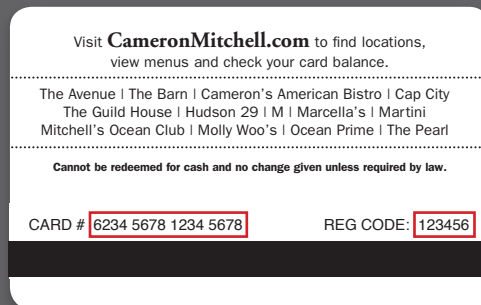 Visit CameronMitchell.com to find locations,
view menus and check your card balance.
The Avenue | The Barn | Cameron's American Bistro | Cap City
The Guild House | Hudson 29 | M | Marcella's | Martini
Mitchell's Ocean Club | Molly Woo's | Ocean Prime | The Pearl
Cannot be redeemed for cash and no change given unless required by law.
CARD # 6234 5678 1234 5678 REG CODE: 123456